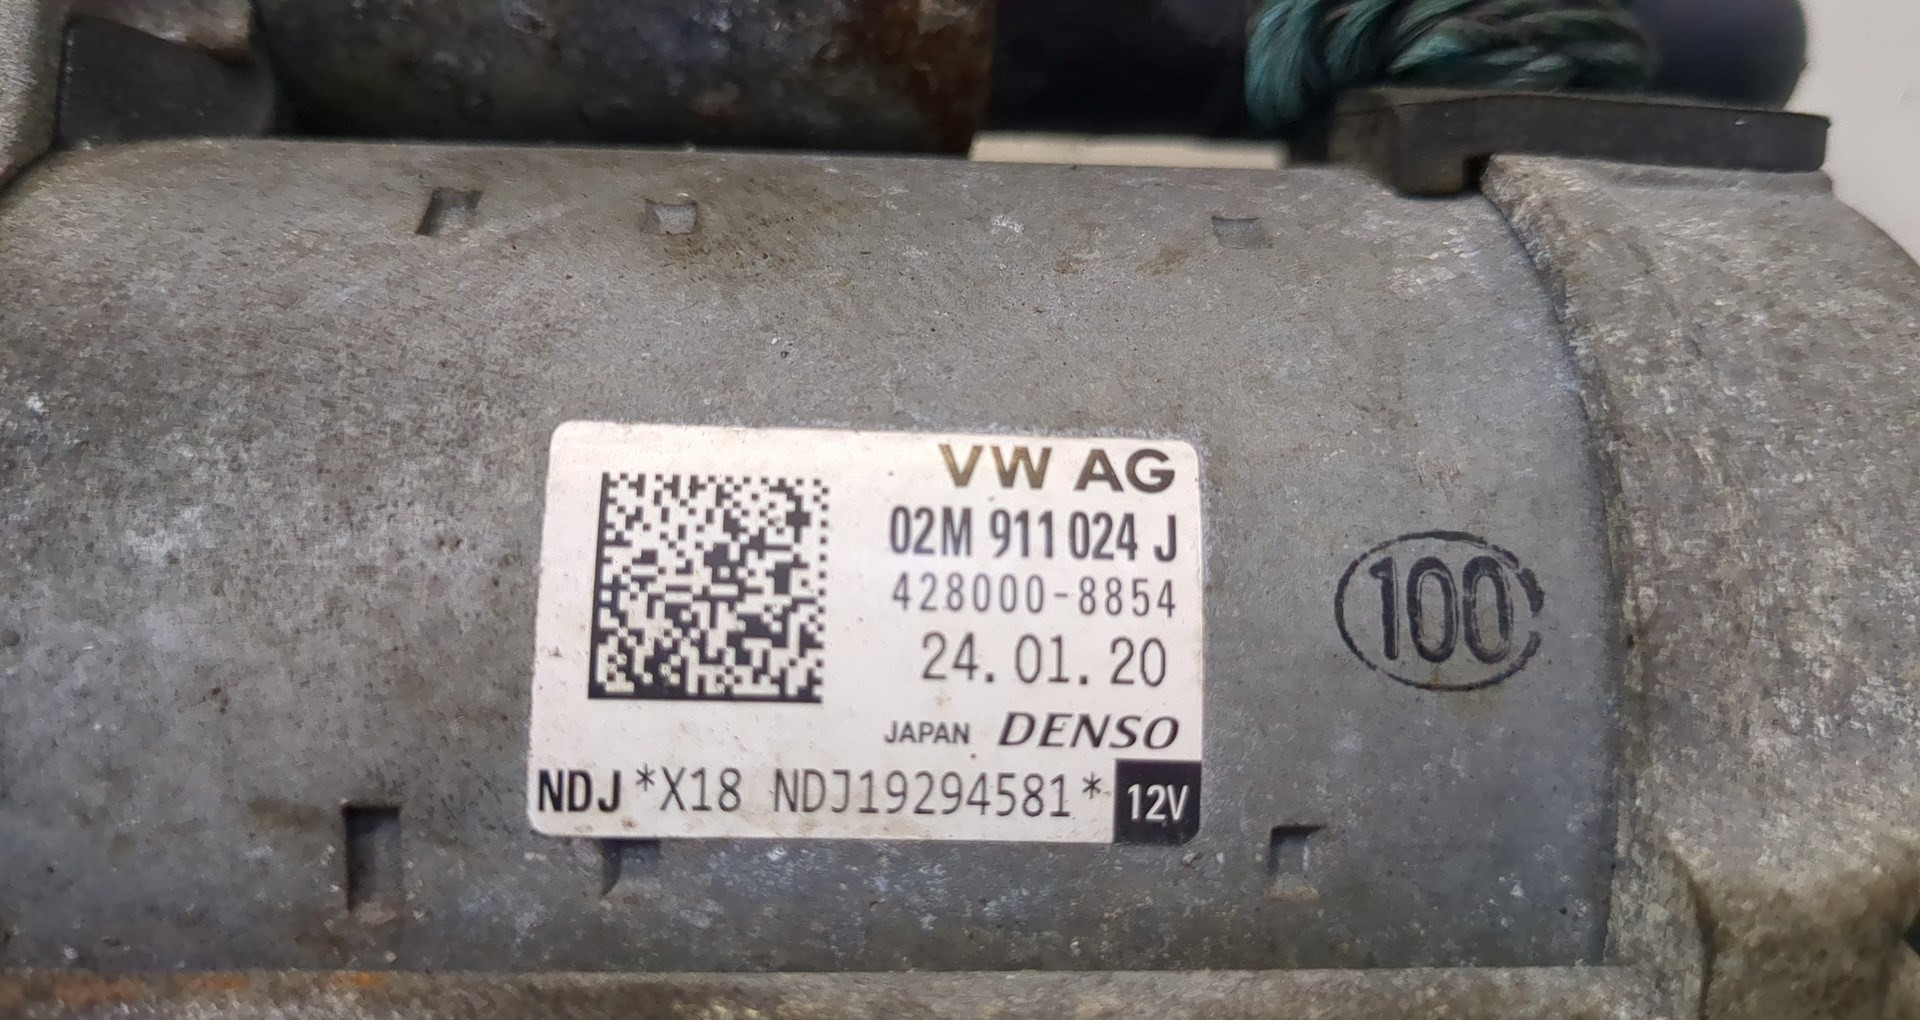 VW AG
02M 911 024 J
428000-8854
24.01.20
JAPAN DENSO
NDJ *X18 NDJ19294581* 12V
100